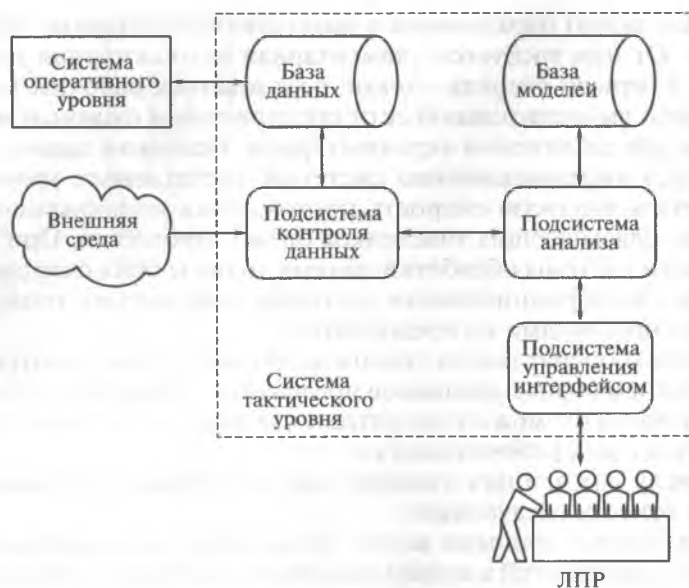 Система
оперативного
уровня
База
данных
База
моделей
Внешняя
среда
Подсистема
контроля
данных
Подсистема
анализа
Подсистема
управления
интерфейсом
Система
тактического
уровня
ЛПР